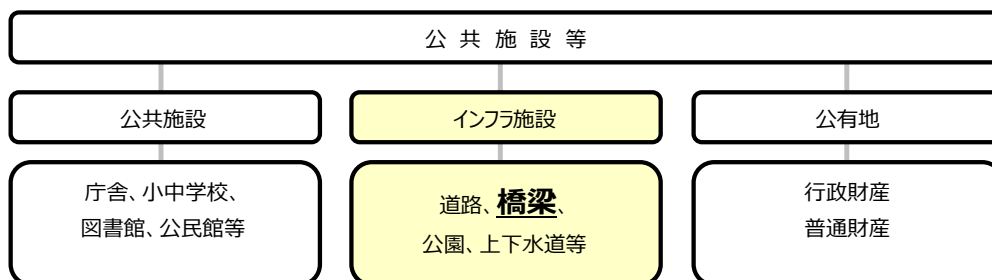 公 共 施 設 等
公共施設
インフラ施設
公有地
庁舎、小中学校、
図書館、公民館等
道路、橋梁、
公園、上下水道等
行政財産
普通財産